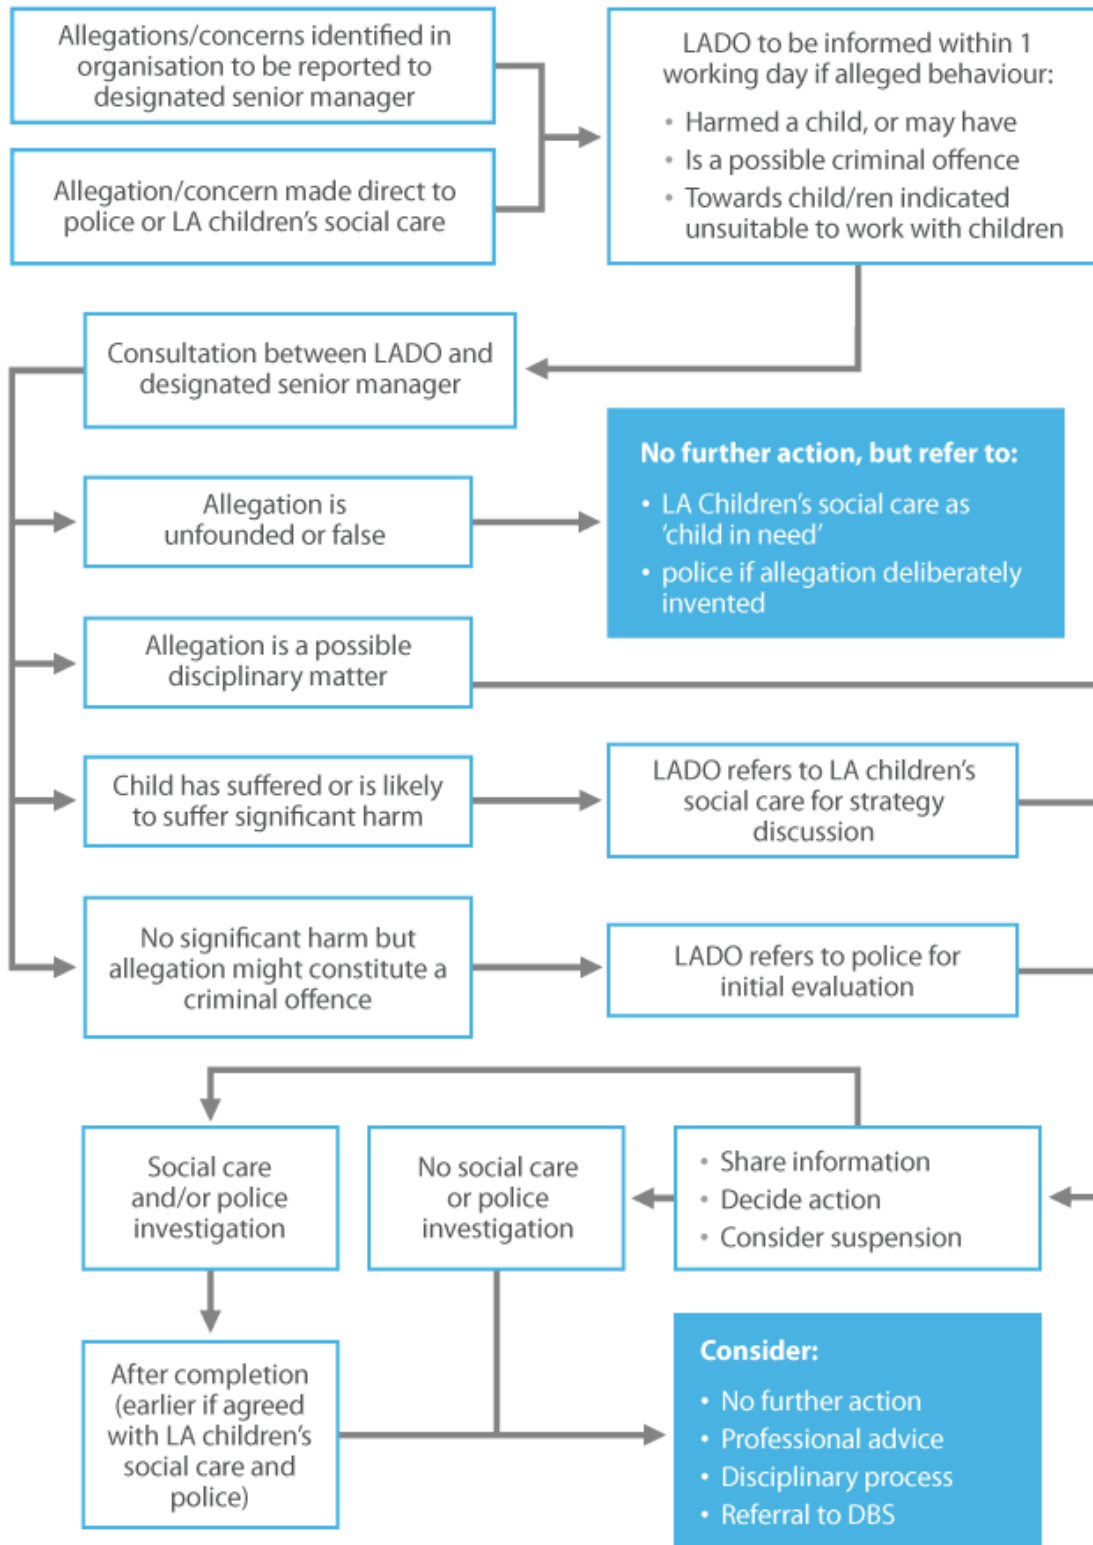 Allegations/concerns identified in
organisation to be reported to
designated senior manager
Allegation/concern made direct to
police or LA children's social care
LADO to be informed within 1
working day if alleged behaviour:
• Harmed a child, or may have
• Is a possible criminal offence
• Towards child/ren indicated
unsuitable to work with children
Consultation between LADO and
designated senior manager
Allegation is
unfounded or false
No further action, but refer to:
• LA Children's social care as
‘child in need’
• police if allegation deliberately
invented
Allegation is a possible
disciplinary matter
Child has suffered or is likely
to suffer significant harm
LADO refers to LA children's
social care for strategy
discussion
No significant harm but
allegation might constitute a
criminal offence
LADO refers to police for
initial evaluation
Social care
and/or police
investigation
No social care
or police
investigation
• Share information
• Decide action
• Consider suspension
After completion
(earlier if agreed
with LA children's
social care and
police)
Consider:
• No further action
• Professional advice
• Disciplinary process
• Referral to DBS